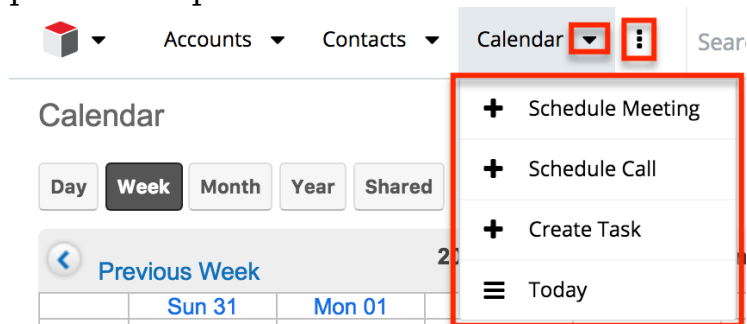 Accounts Contacts Calendar Sear
Calendar
Schedule Meeting
Schedule Call
Day Week Month Year Shared
Create Task
Previous Week
Today
Sun 31 Mon 01